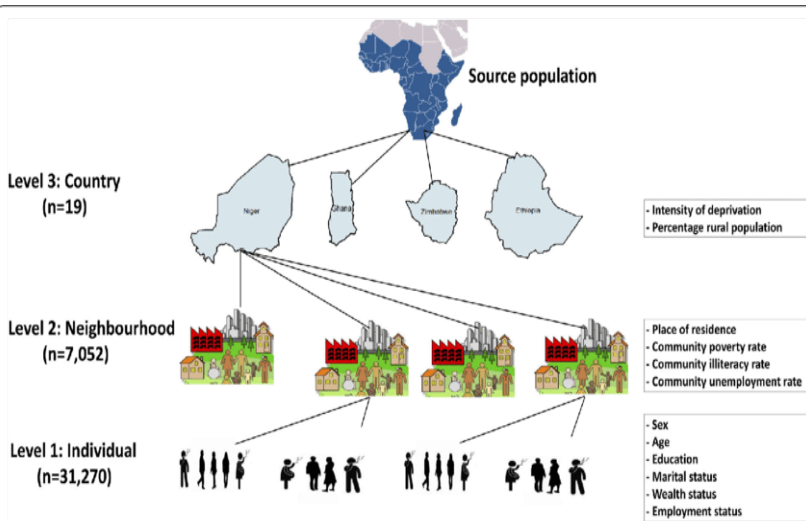 Source population
Level 3: Country
(n=19)
Niger
Ghana
Zimbabwe
Ethiopia
- Intensity of deprivation
- Percentage rural population
Level 2: Neighbourhood
(n=7,052)
- Place of residence
- Community poverty rate
- Community illiteracy rate
- Community unemployment rate
Level 1: Individual
(n=31,270)
- Sex
- Age
- Education
- Marital status
- Wealth status
- Employment status